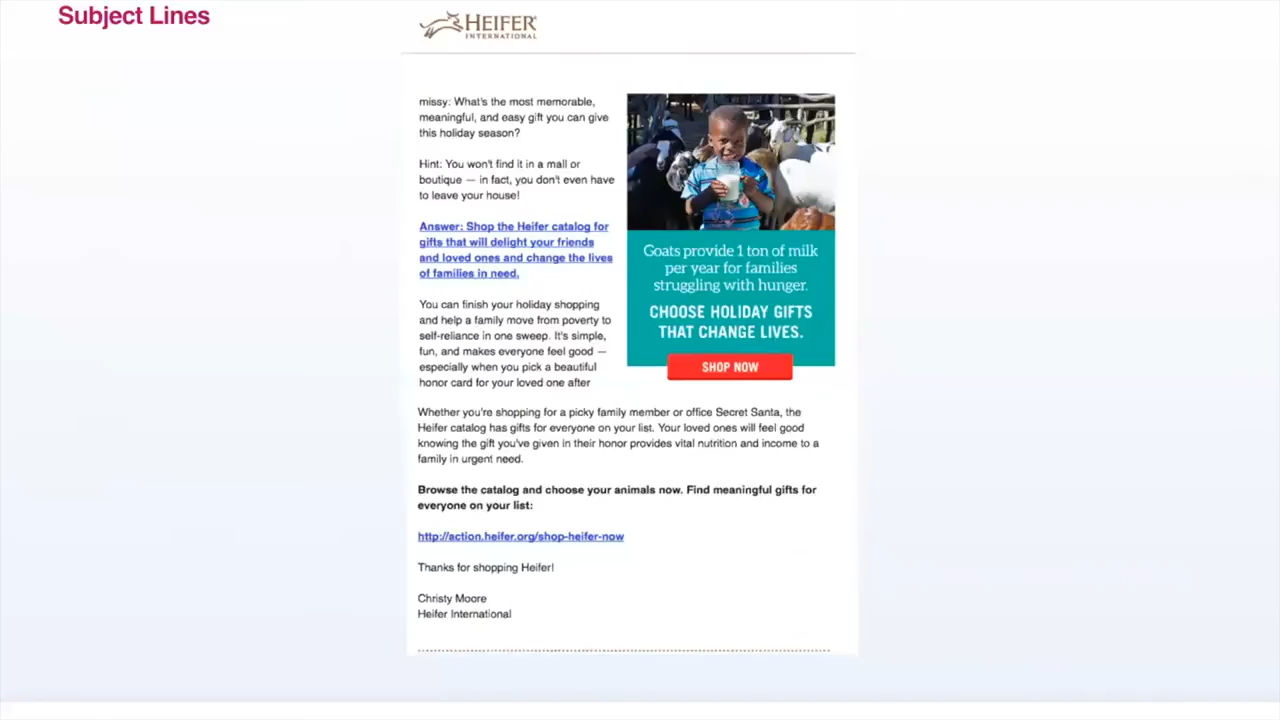 Subject Lines
HEIFER
INTERNATIONAL
missy: What's the most memorable,
meaningful, and easy gift you can give
this holiday season?
Hint: You won't find it in a mall or
boutique — in fact, you don't even have
to leave your house!
Answer: Shop the Heifer catalog for
gifts that will delight your friends
and loved ones and change the lives
of families in need.
You can finish your holiday shopping
and help a family move from poverty to
self-reliance in one sweep. It's simple,
fun, and makes everyone feel good —
especially when you pick a beautiful
honor card for your loved one after
Goats provide 1 ton of milk
per year for families
struggling with hunger.
CHOOSE HOLIDAY GIFTS
THAT CHANGE LIVES.
SHOP NOW
Whether you're shopping for a picky family member or office Secret Santa, the
Heifer catalog has gifts for everyone on your list. Your loved ones will feel good
knowing the gift you've given in their honor provides vital nutrition and income to a
family in urgent need.
Browse the catalog and choose your animals now. Find meaningful gifts for
everyone on your list:
http://action.heifer.org/shop-heifer-now
Thanks for shopping Heifer!
Christy Moore
Heifer International